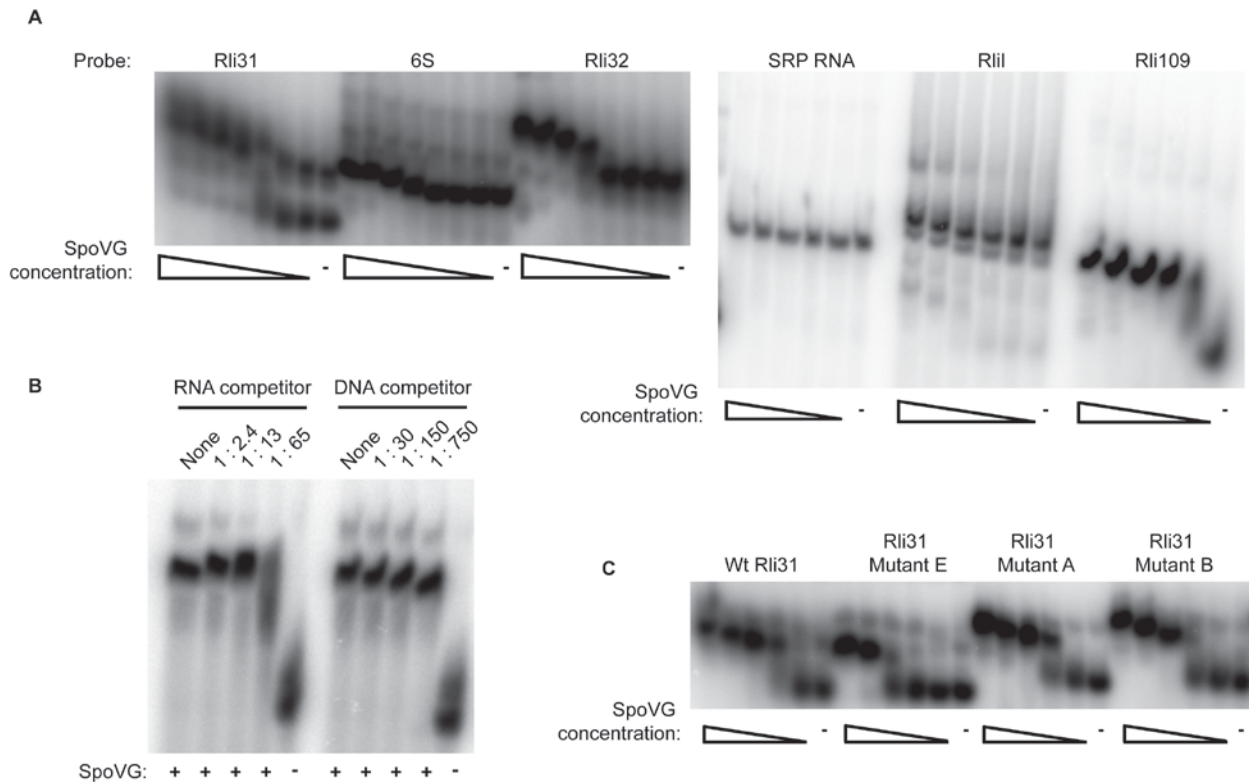 A
Probe: Rli31 6S Rli32 SRP RNA RliI Rli109
SpoVG
concentration: - - -
SpoVG
concentration: - - -
B
RNA competitor DNA competitor
None 1 : 2.4 1 : 13 1 : 65 None 1 : 30 1 : 150 1 : 750
SpoVG: + + + + - + + + + -
C
Wt Rli31 Rli31 Mutant E Rli31 Mutant A Rli31 Mutant B
SpoVG
concentration: - - - -